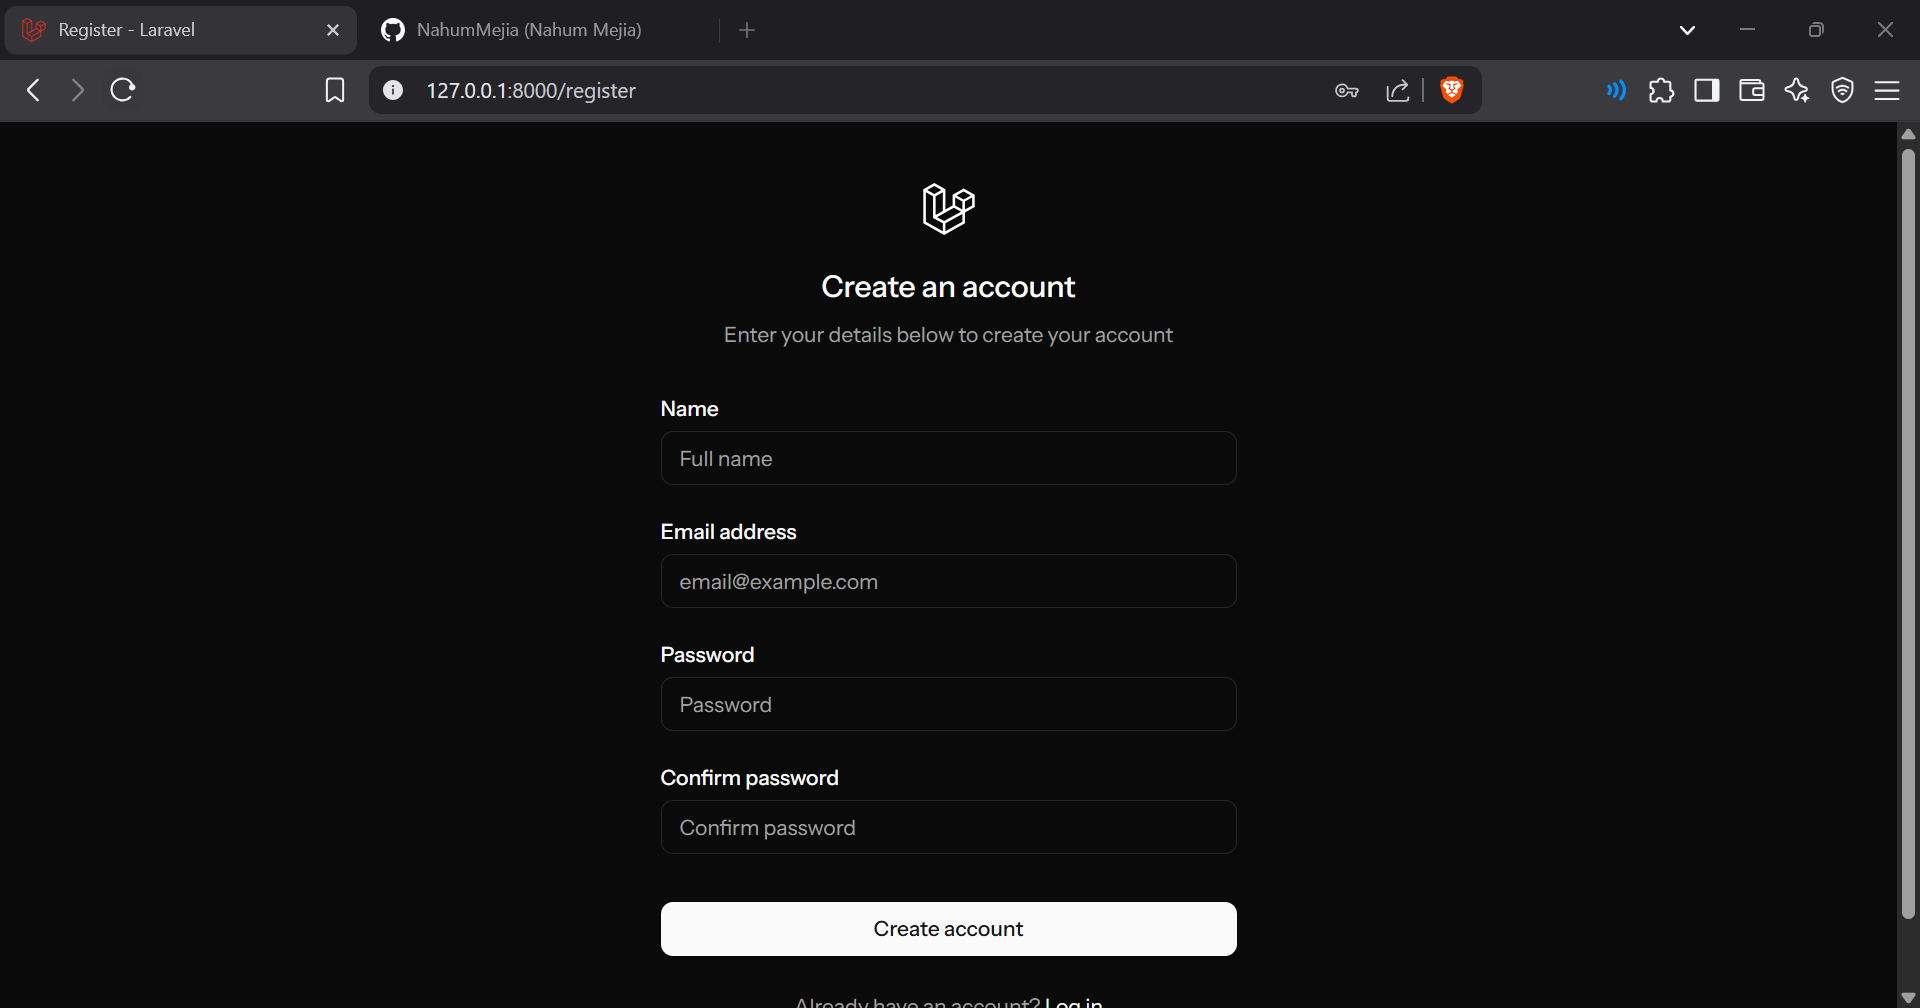 Register - Laravel
NahumMejia (Nahum Mejia)
127.0.0.1:8000/register
Create an account
Enter your details below to create your account
Name
Full name
Email address
email@example.com
Password
Password
Confirm password
Confirm password
Create account
Already have an account? Log in